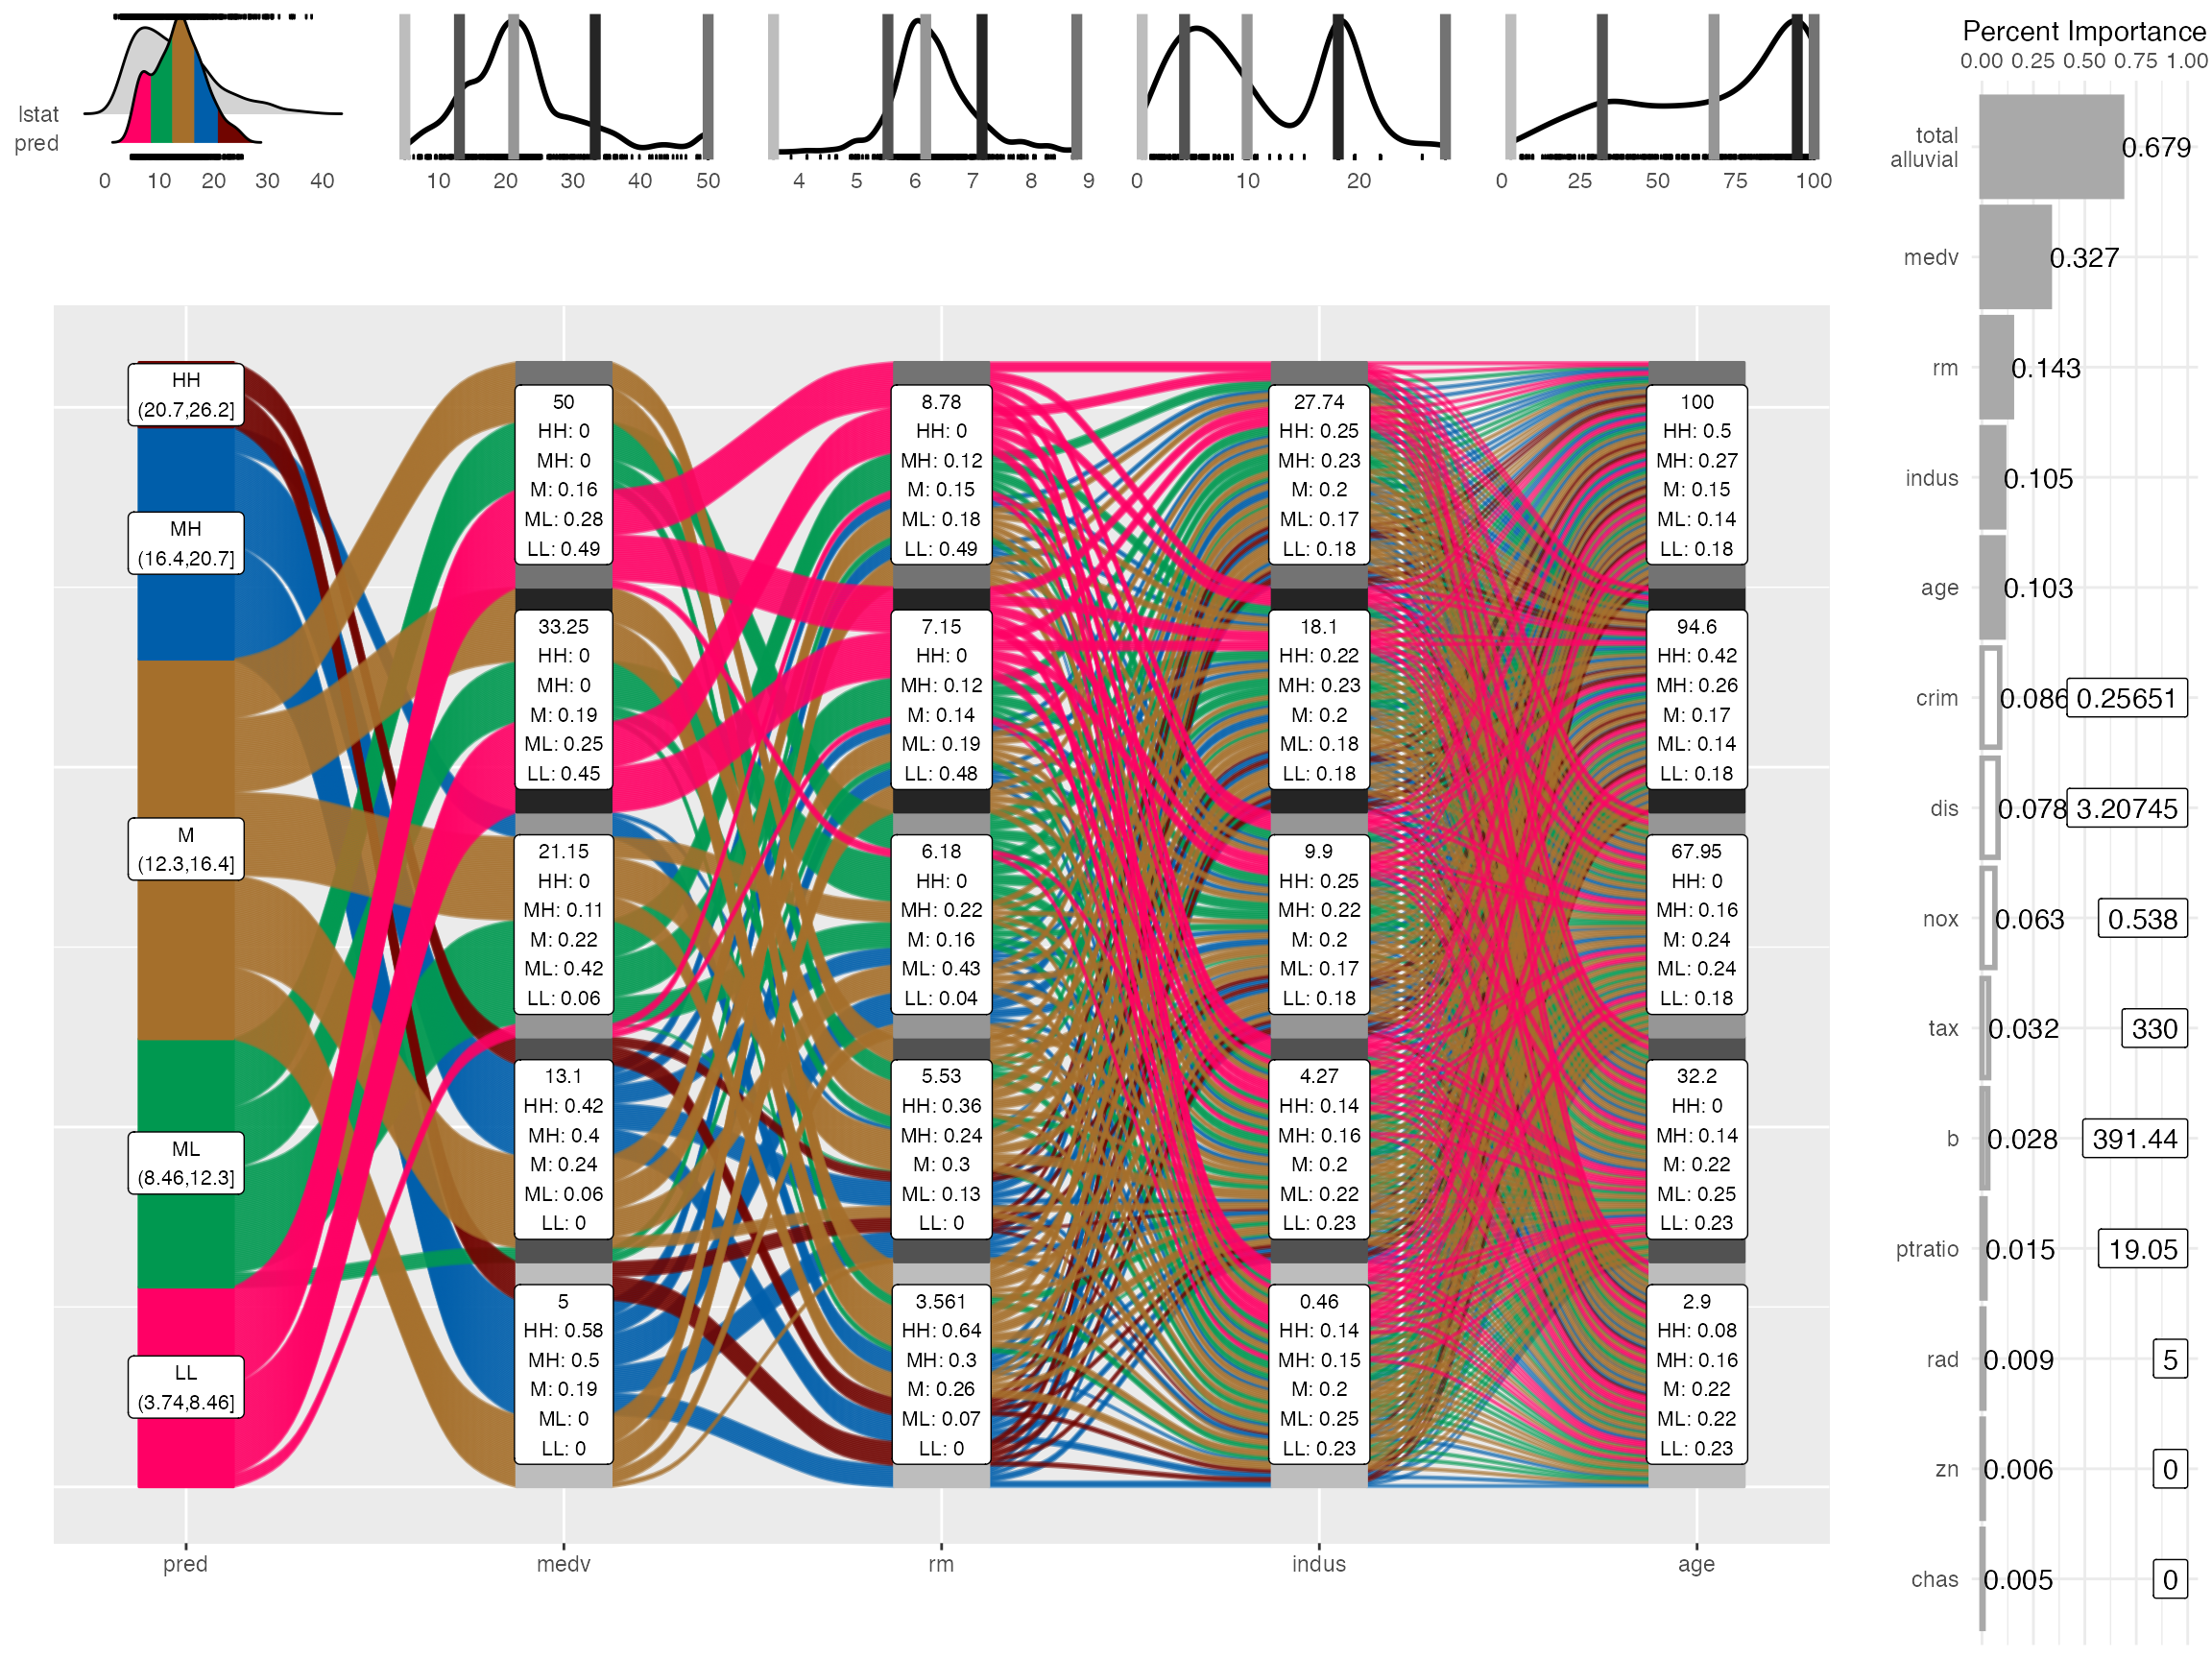 lstat
pred
0 10 20 30 40
10 20 30 40 50
4 5 6 7 8 9
0 10 20
0 25 50 75 100
Percent Importance
0.00 0.25 0.50 0.75 1.00
total
alluvial
0.679
medv
0.327
rm
0.143
indus
0.105
age
0.103
crim
0.086
0.25651
dis
0.078
3.20745
nox
0.063
0.538
tax
0.032
330
b
0.028
391.44
ptratio
0.015
19.05
rad
0.009
5
zn
0.006
0
chas
0.005
0
HH
(20.7,26.2]
MH
(16.4,20.7]
M
(12.3,16.4]
ML
(8.46,12.3]
LL
(3.74,8.46]
50
HH: 0
MH: 0
M: 0.16
ML: 0.28
LL: 0.49
33.25
HH: 0
MH: 0
M: 0.19
ML: 0.25
LL: 0.45
21.15
HH: 0
MH: 0.11
M: 0.22
ML: 0.42
LL: 0.06
13.1
HH: 0.42
MH: 0.4
M: 0.24
ML: 0.06
LL: 0
5
HH: 0.58
MH: 0.5
M: 0.19
ML: 0
LL: 0
8.78
HH: 0
MH: 0.12
M: 0.15
ML: 0.18
LL: 0.49
7.15
HH: 0
MH: 0.12
M: 0.14
ML: 0.19
LL: 0.48
6.18
HH: 0
MH: 0.22
M: 0.16
ML: 0.43
LL: 0.04
5.53
HH: 0.36
MH: 0.24
M: 0.3
ML: 0.13
LL: 0
3.561
HH: 0.64
MH: 0.3
M: 0.26
ML: 0.07
LL: 0
27.74
HH: 0.25
MH: 0.23
M: 0.2
ML: 0.17
LL: 0.18
18.1
HH: 0.22
MH: 0.23
M: 0.2
ML: 0.18
LL: 0.18
9.9
HH: 0.25
MH: 0.22
M: 0.2
ML: 0.17
LL: 0.18
4.27
HH: 0.14
MH: 0.16
M: 0.2
ML: 0.22
LL: 0.23
0.46
HH: 0.14
MH: 0.15
M: 0.2
ML: 0.25
LL: 0.23
100
HH: 0.5
MH: 0.27
M: 0.15
ML: 0.14
LL: 0.18
94.6
HH: 0.42
MH: 0.26
M: 0.17
ML: 0.14
LL: 0.18
67.95
HH: 0
MH: 0.16
M: 0.24
ML: 0.24
LL: 0.18
32.2
HH: 0
MH: 0.14
M: 0.22
ML: 0.25
LL: 0.23
2.9
HH: 0.08
MH: 0.16
M: 0.22
ML: 0.22
LL: 0.23
pred medv rm indus age